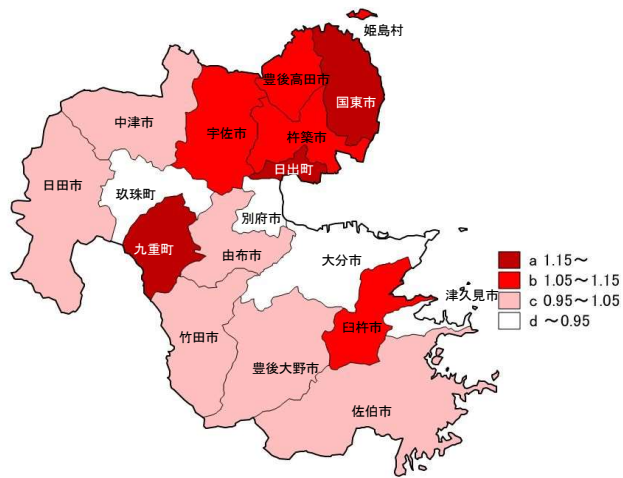 姫島村
豊後高田市
国東市
中津市
宇佐市
杵築市
日出町
日田市
玖珠町
別府市
九重町
由布市
大分市
津久見市
臼杵市
竹田市
豊後大野市
佐伯市
a 1.15～
b 1.05～1.15
c 0.95～1.05
d ～0.95